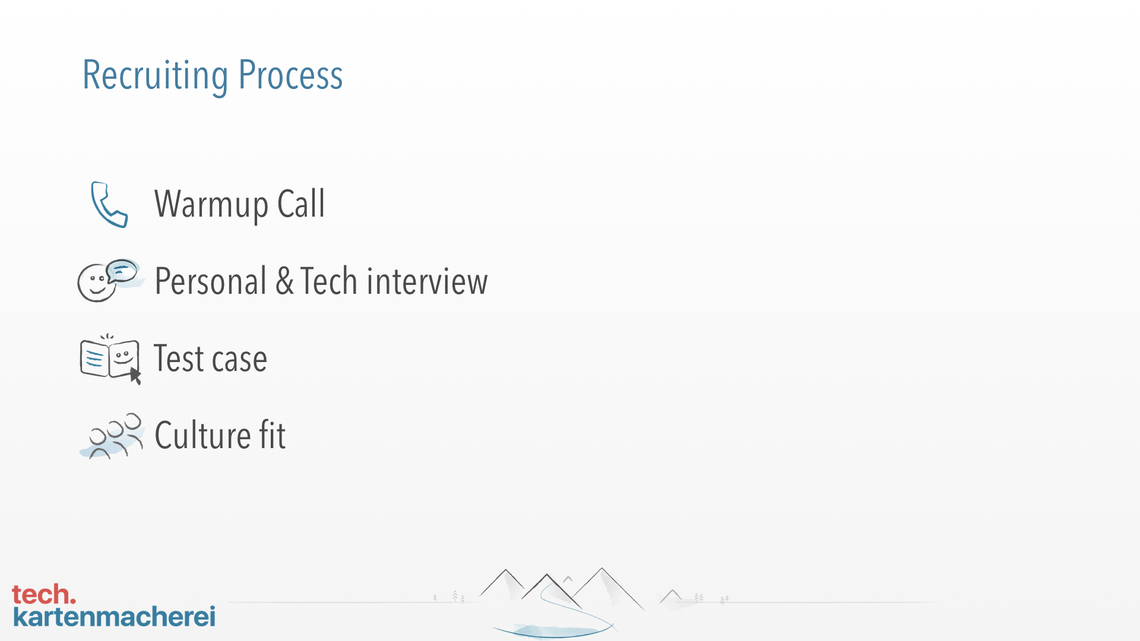 Recruiting Process
Warmup Call
Personal & Tech interview
Test case
Culture fit
tech.
kartenmacherei